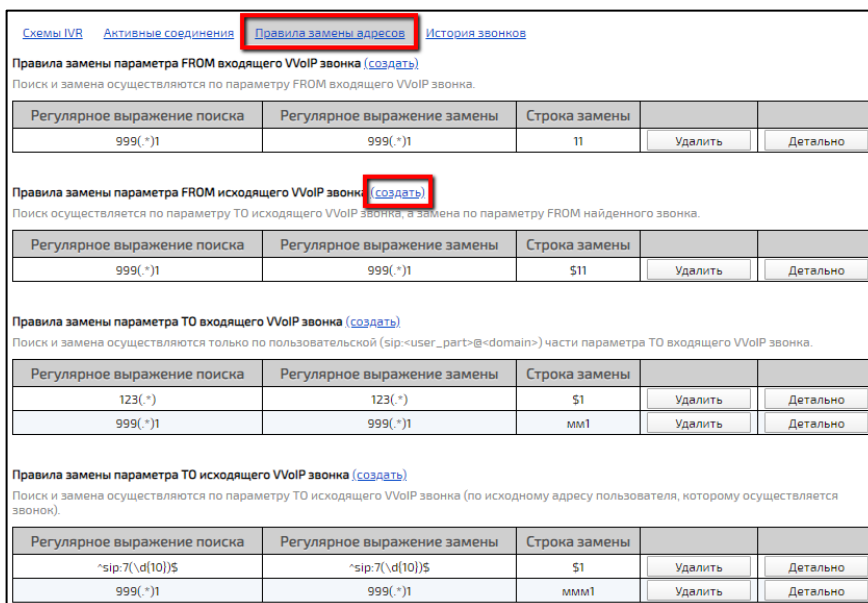 Схемы IVR Активные соединения Правила замены адресов История звонков
Правила замены параметра FROM входящего VVoIP звонка (создать)
Поиск и замена осуществляются по параметру FROM входящего VVoIP звонка.
Регулярное выражение поиска Регулярное выражение замены Строка замены
999(.*)1 999(.*)1 11 Удалить Детально
Правила замены параметра FROM исходящего VVoIP звонка (создать)
Поиск осуществляется по параметру TO исходящего VVoIP звонка, а замена по параметру FROM найденного звонка.
Регулярное выражение поиска Регулярное выражение замены Строка замены
999(.*)1 999(.*)1 $11 Удалить Детально
Правила замены параметра TO входящего VVoIP звонка (создать)
Поиск и замена осуществляются только по пользовательской (sip:<user_part>@<domain>) части параметра TO входящего VVoIP звонка.
Регулярное выражение поиска Регулярное выражение замены Строка замены
123(.*) 123(.*) $1 Удалить Детально
999(.*)1 999(.*)1 мм1 Удалить Детально
Правила замены параметра TO исходящего VVoIP звонка (создать)
Поиск и замена осуществляются по параметру TO исходящего VVoIP звонка (по исходному адресу пользователя, которому осуществляется
звонок).
Регулярное выражение поиска Регулярное выражение замены Строка замены
^sip:7(\d{10})$ ^sip:7(\d{10})$ $1 Удалить Детально
999(.*)1 999(.*)1 ммм1 Удалить Детально